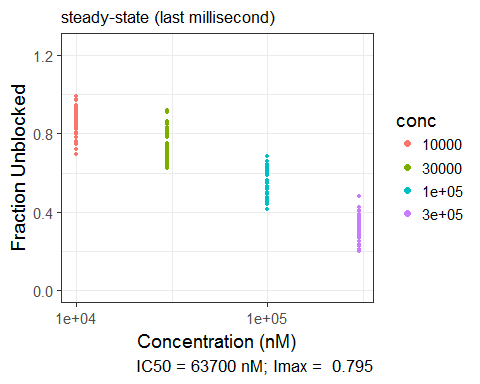 steady-state (last millisecond)
Fraction Unblocked
1.2
0.8
0.4
0.0
1e+04
1e+05
Concentration (nM)
IC50 = 63700 nM; Imax =  0.795
conc
10000
30000
1e+05
3e+05